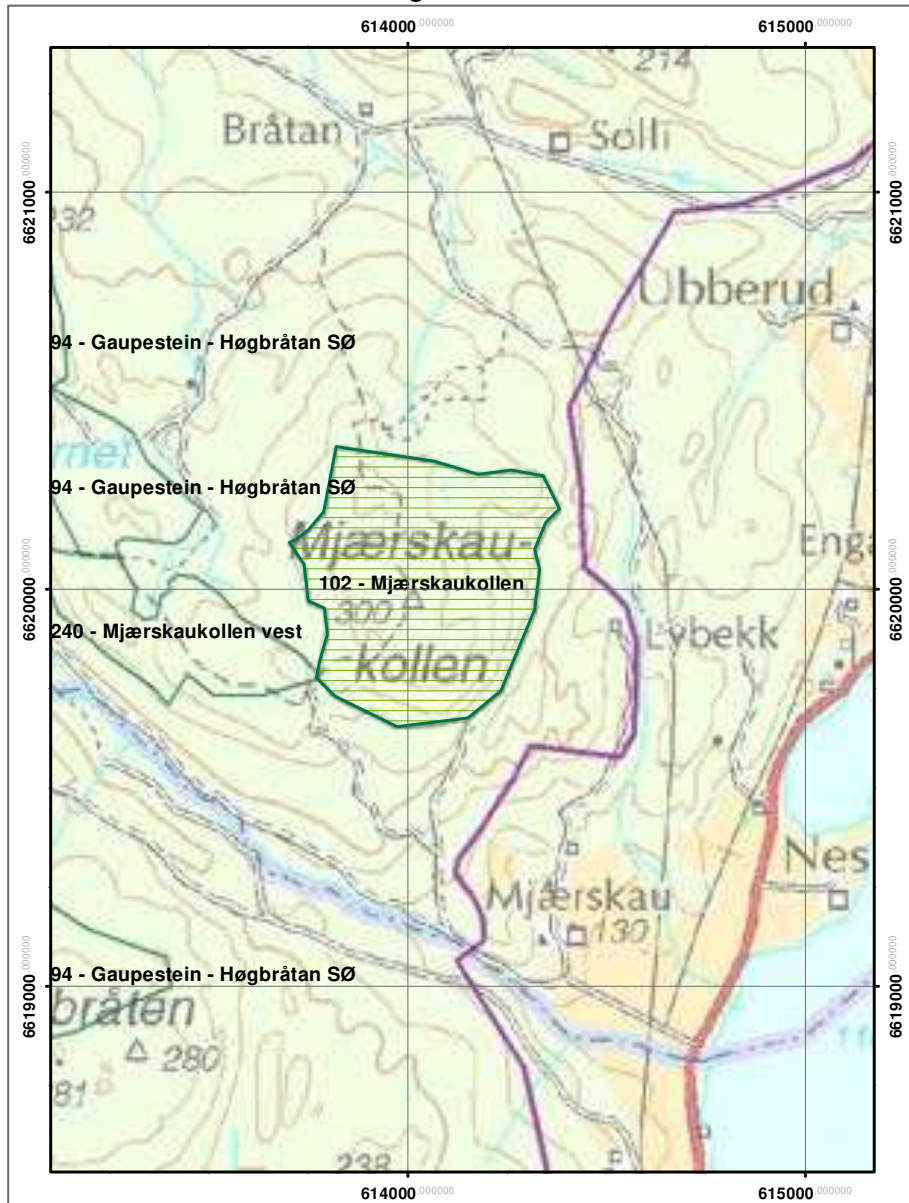 614000.000000
615000.000000
214
Bråtan
Solli
6621000.000000
6621000.000000
232
Ubberud
94 - Gaupestein - Høgbråtan SØ
rnet
94 - Gaupestein - Høgbråtan SØ
Mjærskau-
Enga
102 - Mjærskaukollen
6620000.000000
6620000.000000
300
240 - Mjærskaukollen vest
Lybekk
kollen
Nes
Mjærskau
130
94 - Gaupestein - Høgbråtan SØ
6619000.000000
6619000.000000
bråten
280
81
238
614000.000000
615000.000000